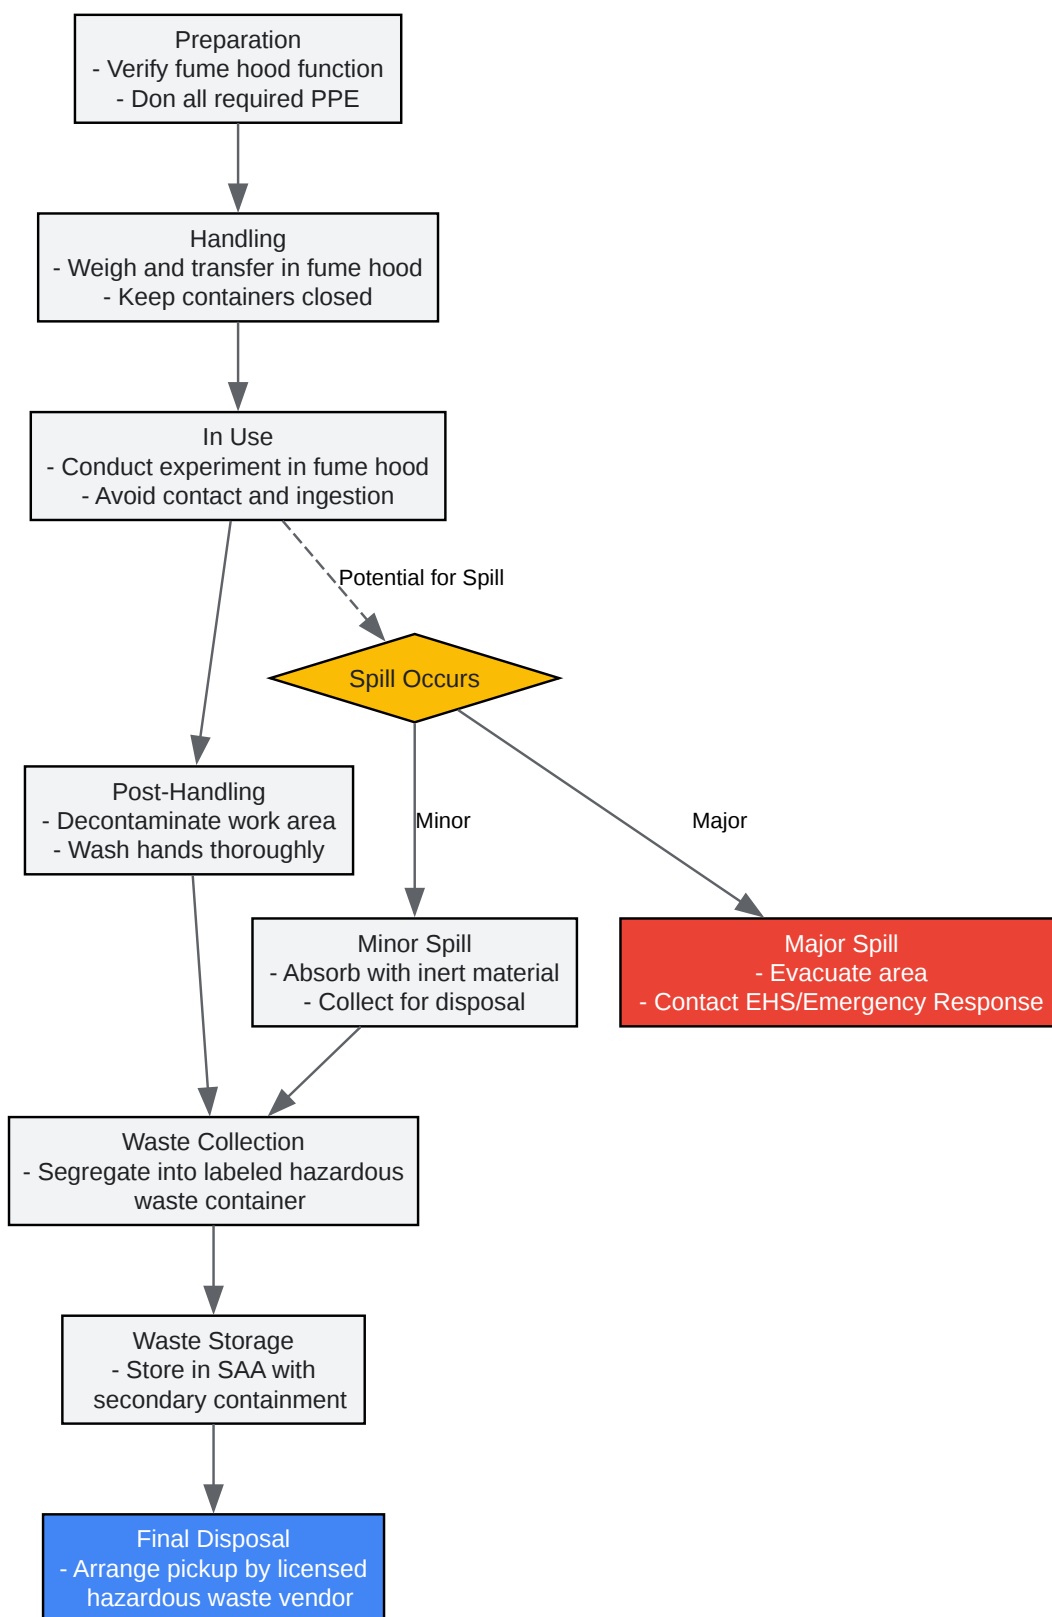 Preparation
- Verify fume hood function
- Don all required PPE
Handling
- Weigh and transfer in fume hood
- Keep containers closed
In Use
- Conduct experiment in fume hood
- Avoid contact and ingestion
Potential for Spill
Spill Occurs
Post-Handling
- Decontaminate work area
- Wash hands thoroughly
Minor
Major
Minor Spill
- Absorb with inert material
- Collect for disposal
Major Spill
- Evacuate area
- Contact EHS/Emergency Response
Waste Collection
- Segregate into labeled hazardous
waste container
Waste Storage
- Store in SAA with
secondary containment
Final Disposal
- Arrange pickup by licensed
hazardous waste vendor